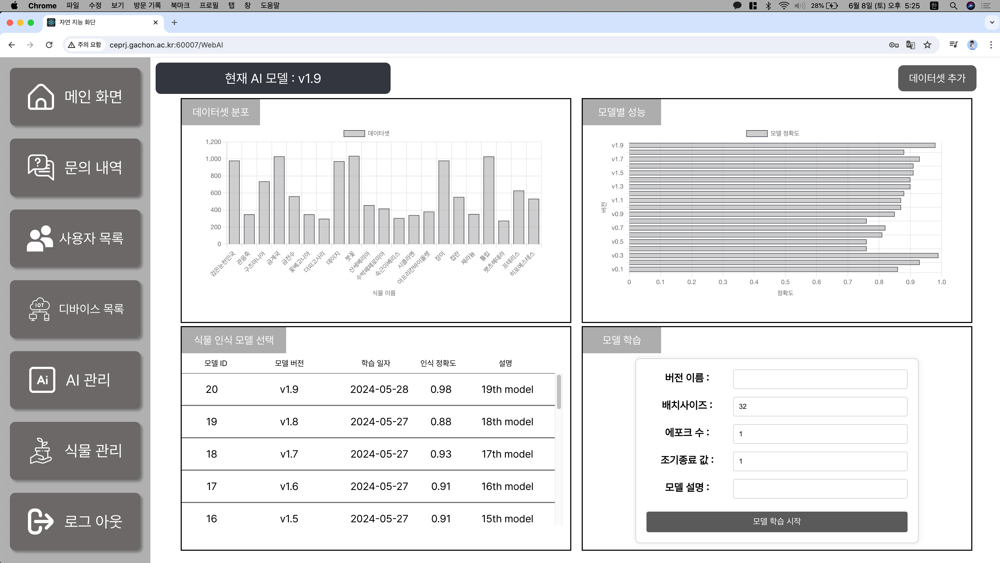 Chrome 파일 수정 보기 방문 기록 북마크 프로필 탭 창 도움말 28% 6월 8일 (토) 오후 5:25 한
자연 지능 화단
주의 요함 ceprj.gachon.ac.kr:60007/WebAI
메인 화면
문의 내역
사용자 목록
IOT
디바이스 목록
Ai
AI 관리
식물 관리
로그 아웃
현재 AI 모델 : v1.9
데이터셋 추가
데이터셋 분포
데이터셋
1,200
1,000
800
600
400
200
0
검은눈천인국 관음죽 구즈마니아 금계국 금전수 꽃베고니아 더피고사리 데이지 붓꽃 산세베리아 수박페페로미아 숙근이베리스 시클라멘 아프리칸바이올렛 장미 접란 제라늄 튤립 팻츠헤데라 프테리스 히포에스테스
식물 이름
모델별 성능
모델 정확도
버전
v1.9
v1.7
v1.5
v1.3
v1.1
v0.9
v0.7
v0.5
v0.3
v0.1
0 0.1 0.2 0.3 0.4 0.5 0.6 0.7 0.8 0.9 1.0
정확도
식물 인식 모델 선택
모델 ID 모델 버전 학습 일자 인식 정확도 설명
20 v1.9 2024-05-28 0.98 19th model
19 v1.8 2024-05-27 0.88 18th model
18 v1.7 2024-05-27 0.93 17th model
17 v1.6 2024-05-27 0.91 16th model
16 v1.5 2024-05-27 0.91 15th model
모델 학습
버전 이름 :
배치사이즈 : 32
에포크 수 : 1
조기종료 값 : 1
모델 설명 :
모델 학습 시작